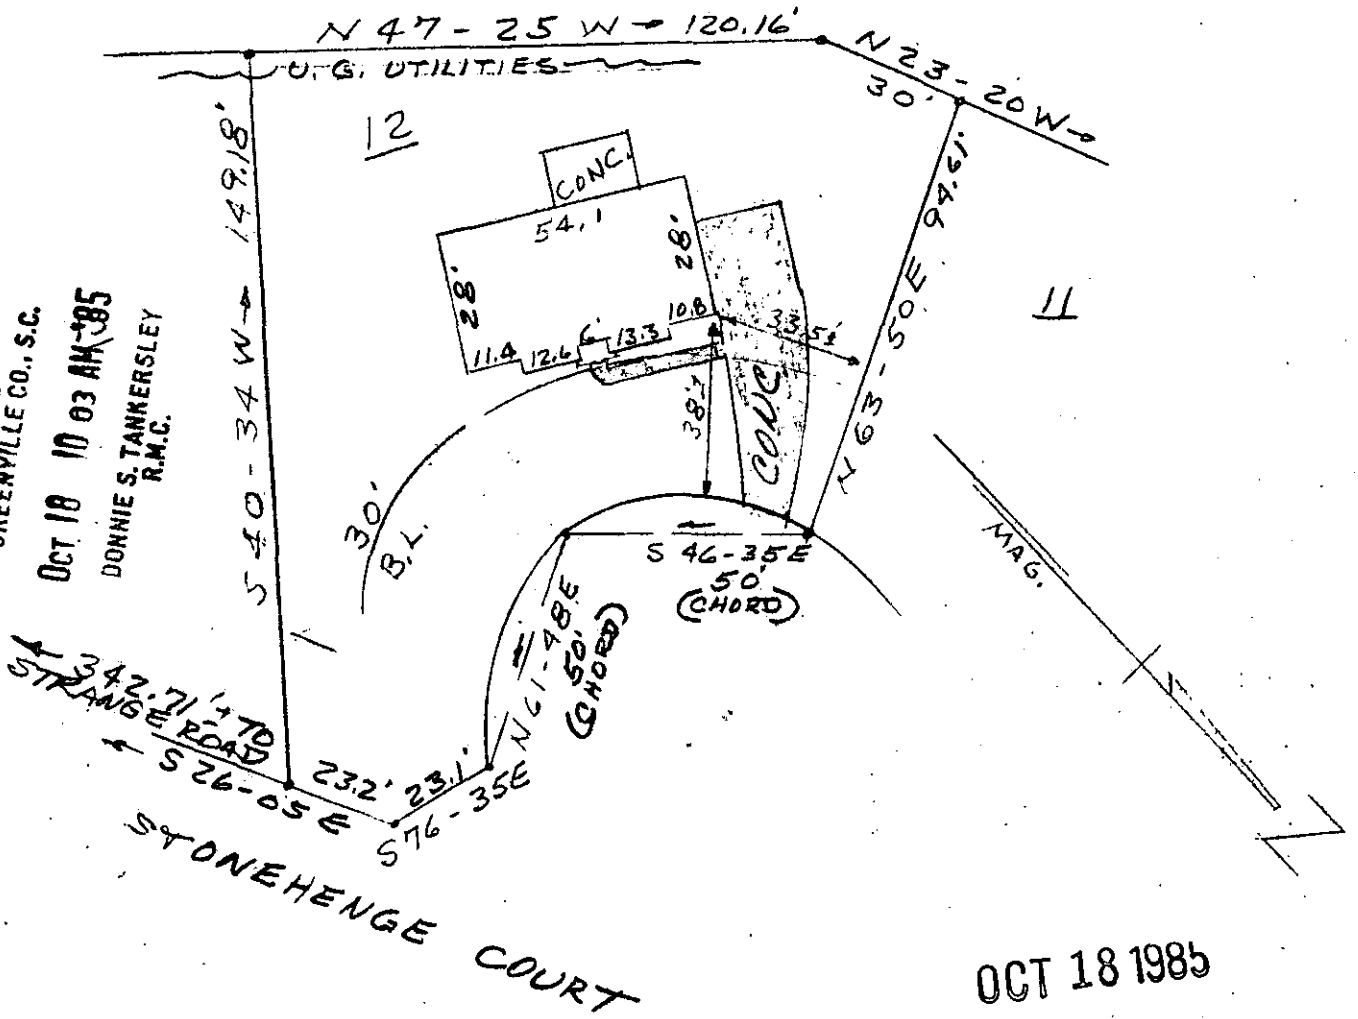 N 47-25 W → 120.16'
U.G. UTILITIES
N 23-20 W →
30'
12
149.18'
S 40-34 W →
CONC.
54.1
28'
28'
94.61'
N 63-50 E
11
GREENVILLE CO., S.C.
OCT 18 10 03 AM '85
DONNIE S. TANKERSLEY
R.M.C.
11.4
12.6
6'
13.3
10.8
33.5±
38'±
CONC
30'
B.L.
S 46-35 E
50'
(CHORD)
N 61-48 E
50'
(CHORD)
MAG.
342.71'± TO
STRANGE ROAD
S 26-05 E
23.2'
23.1'
S 76-35 E
STONEHENGE COURT
N
OCT 18 1985